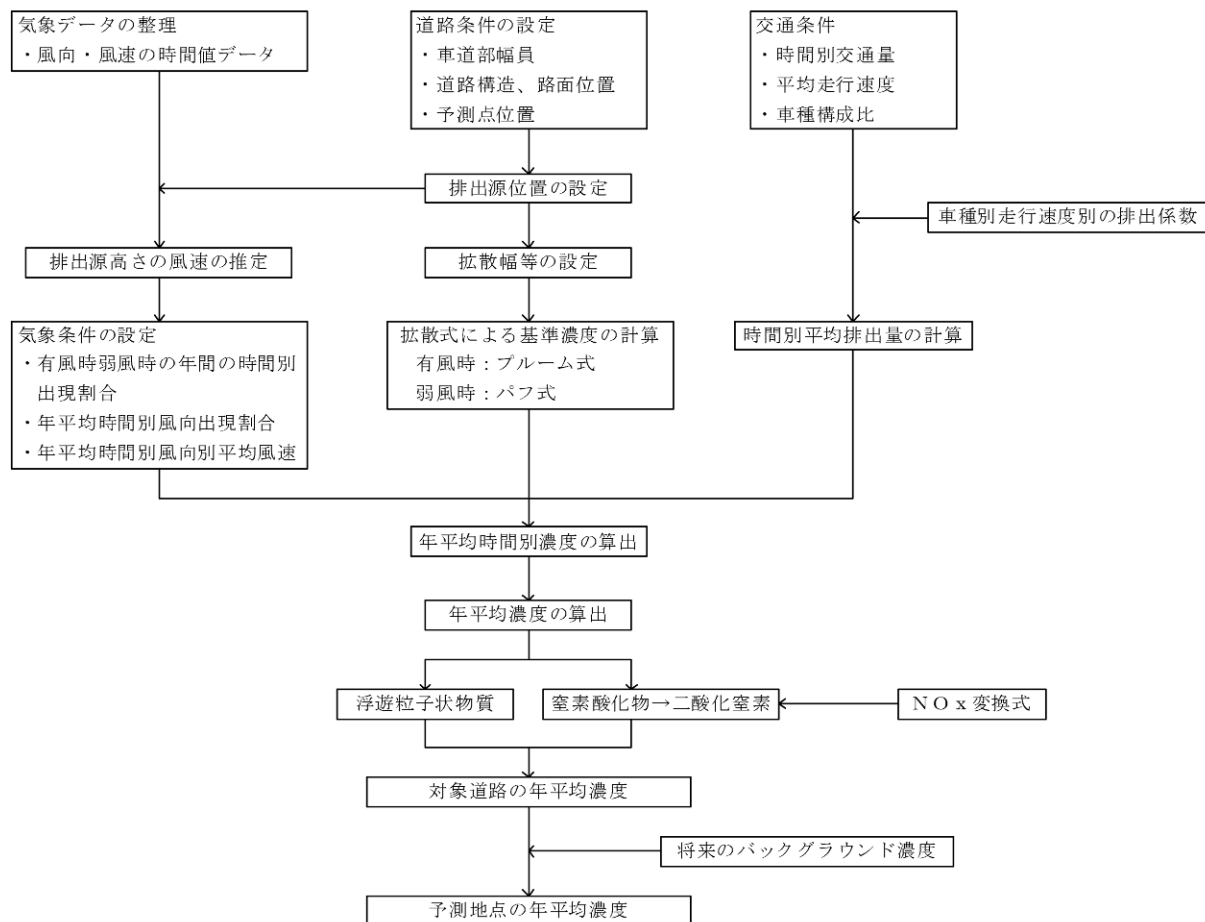 気象データの整理
・風向・風速の時間値データ
道路条件の設定
・車道部幅員
・道路構造、路面位置
・予測点位置
交通条件
・時間別交通量
・平均走行速度
・車種構成比
排出源位置の設定
車種別走行速度別の排出係数
排出源高さの風速の推定
拡散幅等の設定
気象条件の設定
・有風時弱風時の年間の時間別
出現割合
・年平均時間別風向出現割合
・年平均時間別風向別平均風速
拡散式による基準濃度の計算
有風時：プルーム式
弱風時：パフ式
時間別平均排出量の計算
年平均時間別濃度の算出
年平均濃度の算出
浮遊粒子状物質
窒素酸化物→二酸化窒素
ＮＯｘ変換式
対象道路の年平均濃度
将来のバックグラウンド濃度
予測地点の年平均濃度